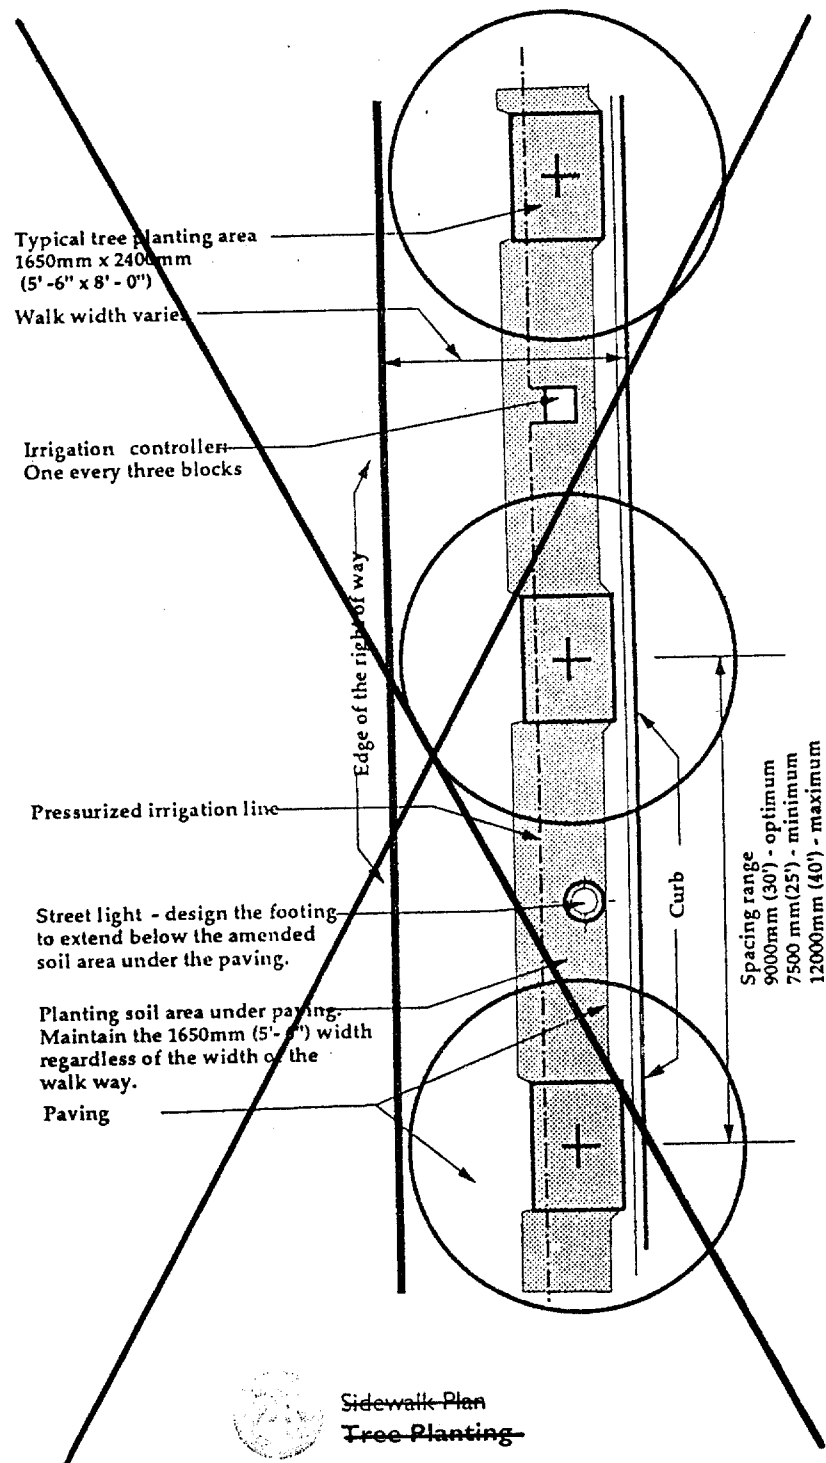 Typical tree planting area
1650mm x 2400mm
(5' -6" x 8' - 0")
Walk width varies
Irrigation controller:
One every three blocks
Edge of the right of way
Pressurized irrigation line
Street light - design the footing
to extend below the amended
soil area under the paving.
Planting soil area under paving.
Maintain the 1650mm (5'- 6") width
regardless of the width of the
walk way.
Paving
Curb
Spacing range
9000mm (30') - optimum
7500 mm(25') - minimum
12000mm (40') - maximum
Sidewalk Plan
Tree Planting